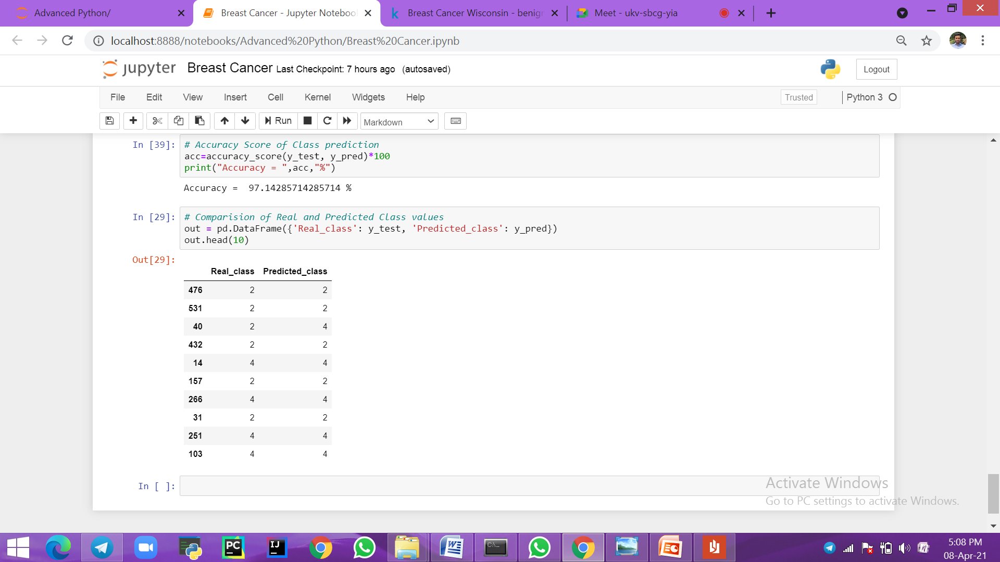 Advanced Python/
Breast Cancer - Jupyter Noteboo
Breast Cancer Wisconsin - benign
Meet - ukv-sbcg-yia
localhost:8888/notebooks/Advanced%20Python/Breast%20Cancer.ipynb
jupyter Breast Cancer Last Checkpoint: 7 hours ago (autosaved)
Logout
File Edit View Insert Cell Kernel Widgets Help
Trusted
Python 3
Run
Markdown
In [39]: # Accuracy Score of Class prediction
acc=accuracy_score(y_test, y_pred)*100
print("Accuracy = ",acc,"%")
Accuracy =  97.14285714285714 %
In [29]: # Comparision of Real and Predicted Class values
out = pd.DataFrame({'Real_class': y_test, 'Predicted_class': y_pred})
out.head(10)
Out[29]:
Real_class Predicted_class
476 2 2
531 2 2
40 2 4
432 2 2
14 4 4
157 2 2
266 4 4
31 2 2
251 4 4
103 4 4
In [ ]:
Activate Windows
Go to PC settings to activate Windows.
PC
IJ
5:08 PM
08-Apr-21